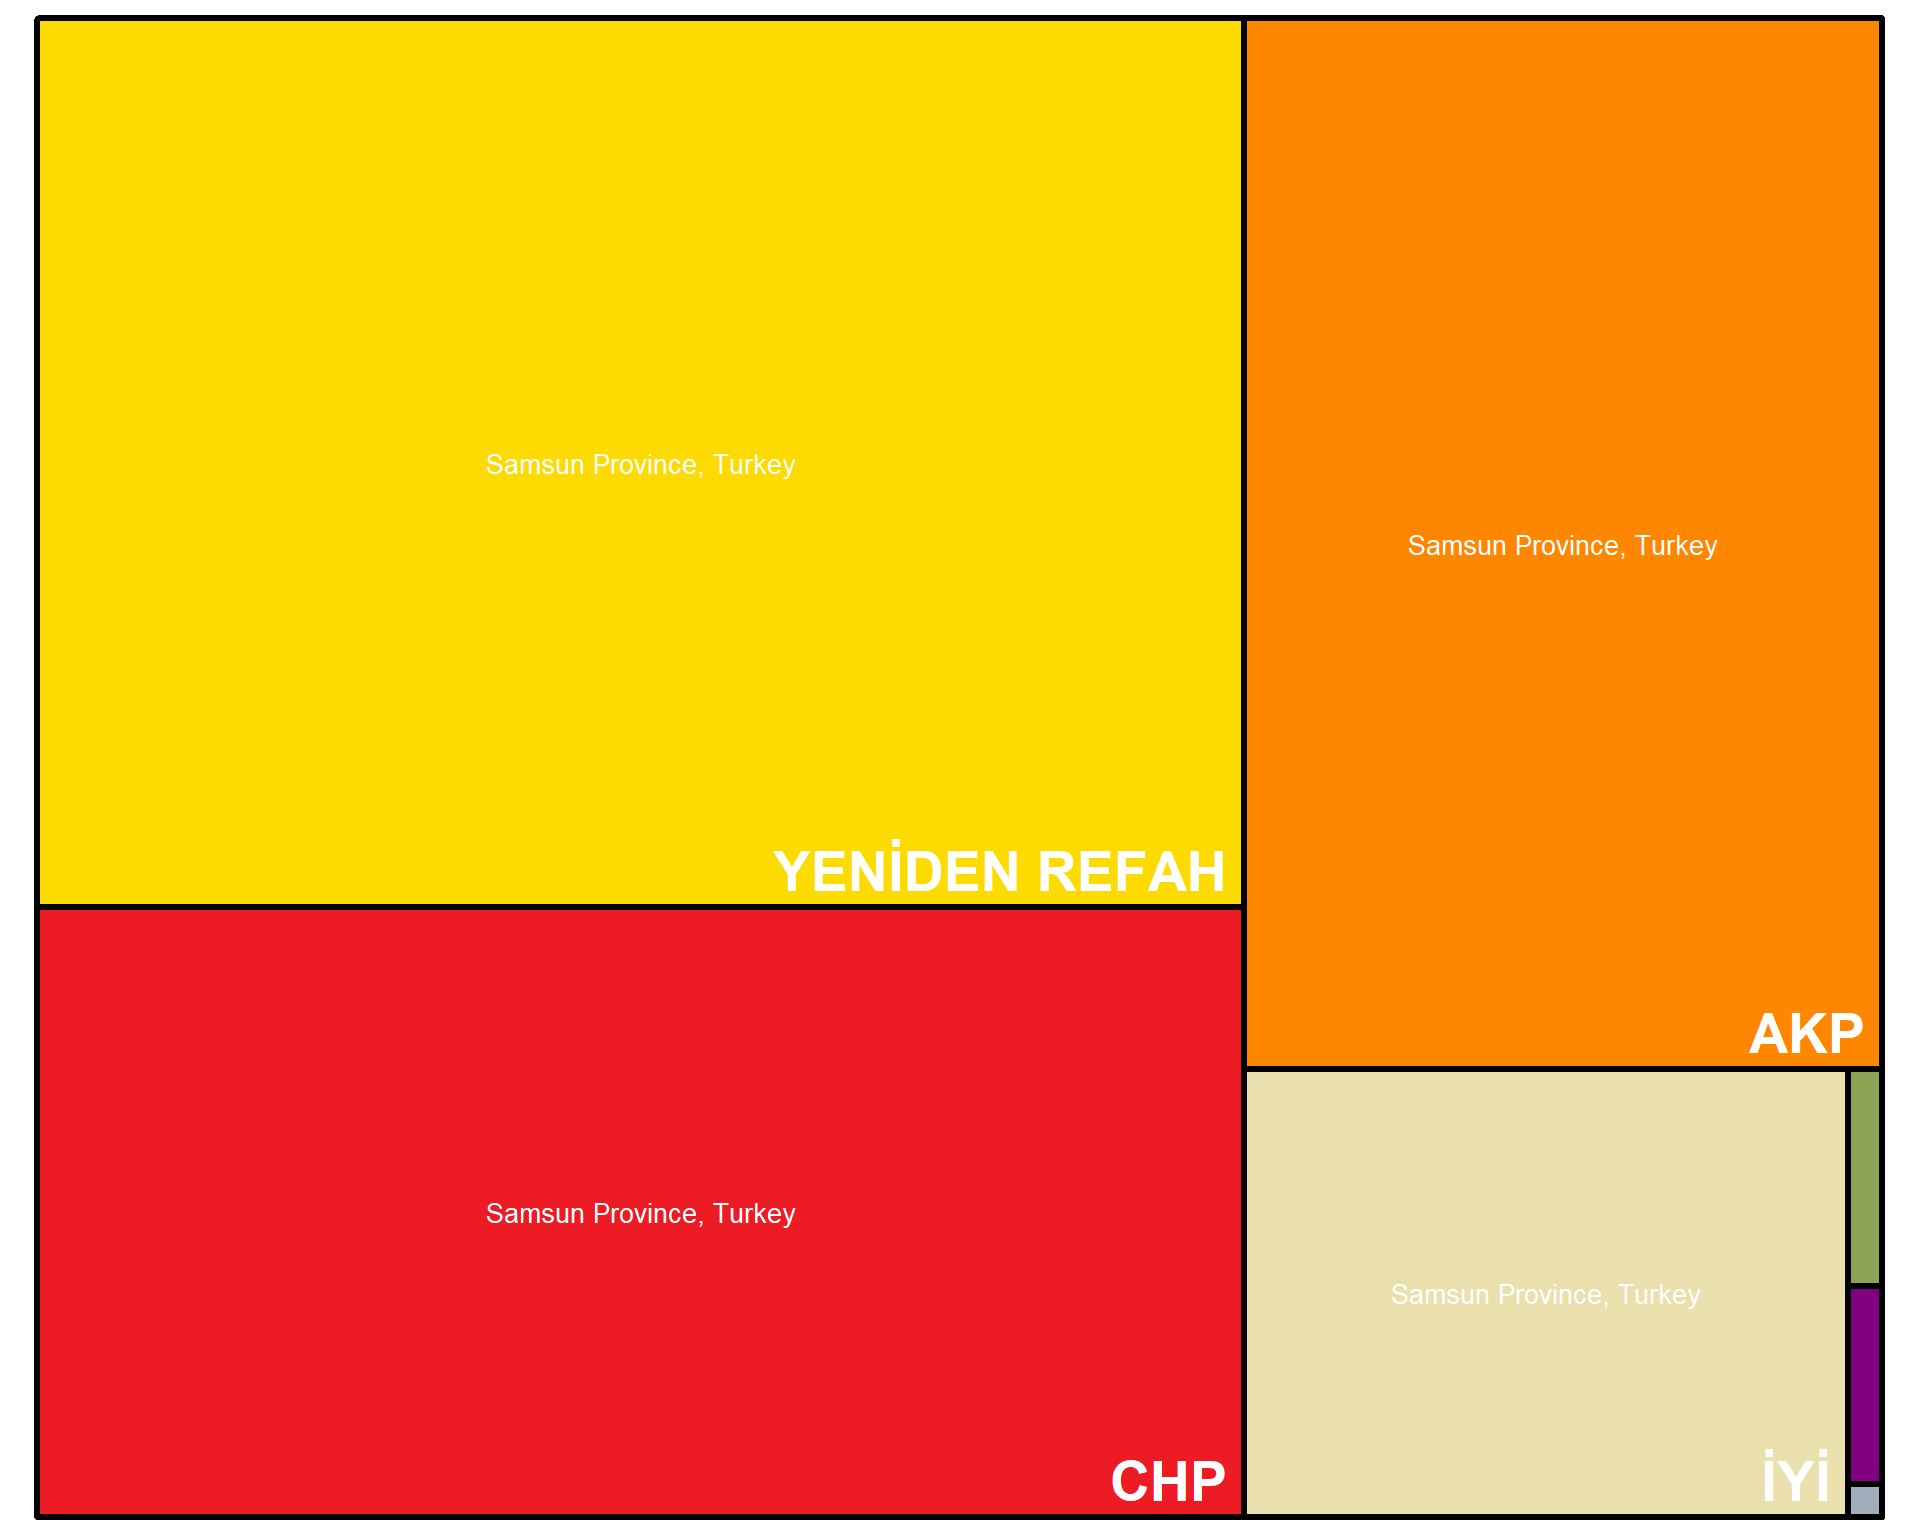 Samsun Province, Turkey
YENİDEN REFAH
Samsun Province, Turkey
AKP
Samsun Province, Turkey
CHP
Samsun Province, Turkey
İYİ